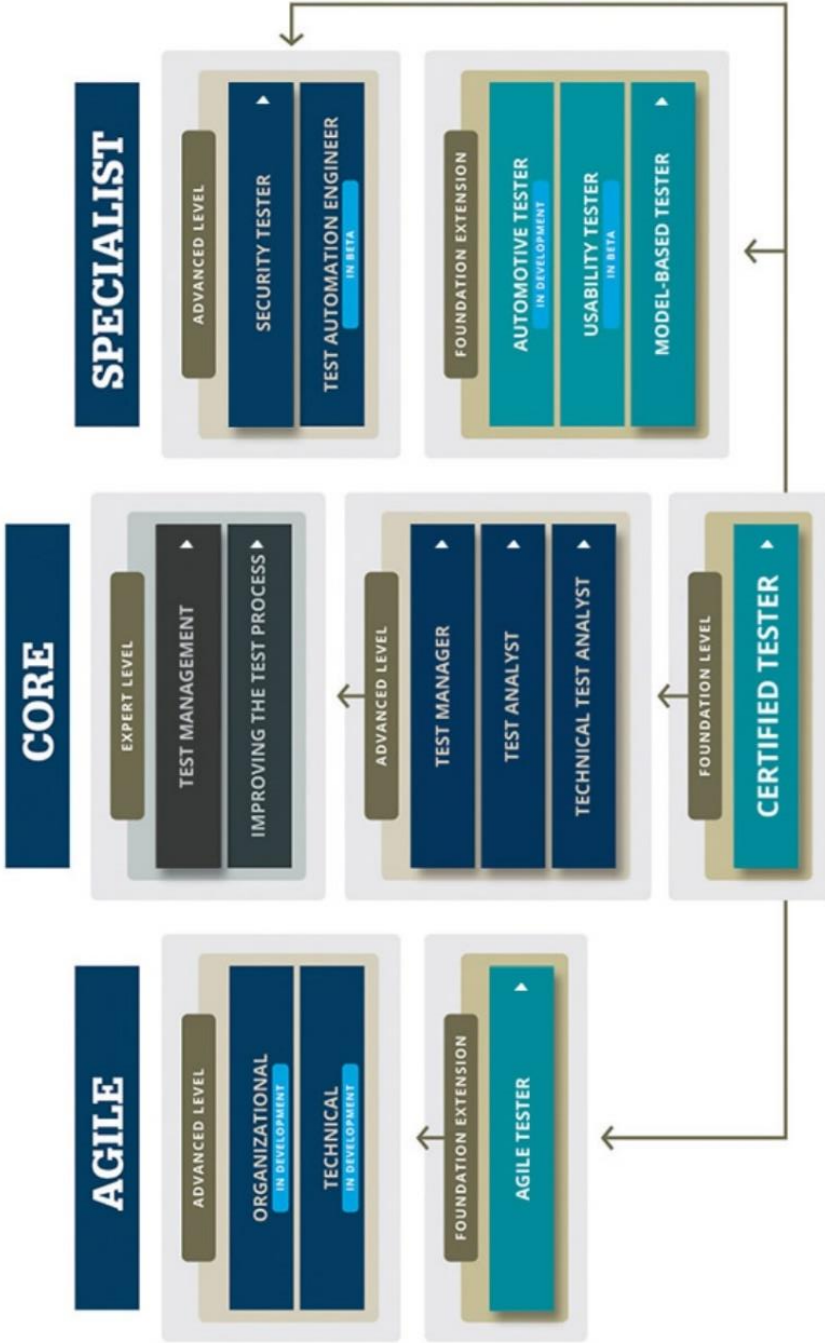 AGILE
ADVANCED LEVEL
ORGANIZATIONAL
IN DEVELOPMENT
TECHNICAL
IN DEVELOPMENT
FOUNDATION EXTENSION
AGILE TESTER
CORE
EXPERT LEVEL
TEST MANAGEMENT
IMPROVING THE TEST PROCESS
ADVANCED LEVEL
TEST MANAGER
TEST ANALYST
TECHNICAL TEST ANALYST
FOUNDATION LEVEL
CERTIFIED TESTER
SPECIALIST
ADVANCED LEVEL
SECURITY TESTER
TEST AUTOMATION ENGINEER
IN BETA
FOUNDATION EXTENSION
AUTOMOTIVE TESTER
IN DEVELOPMENT
USABILITY TESTER
IN BETA
MODEL-BASED TESTER